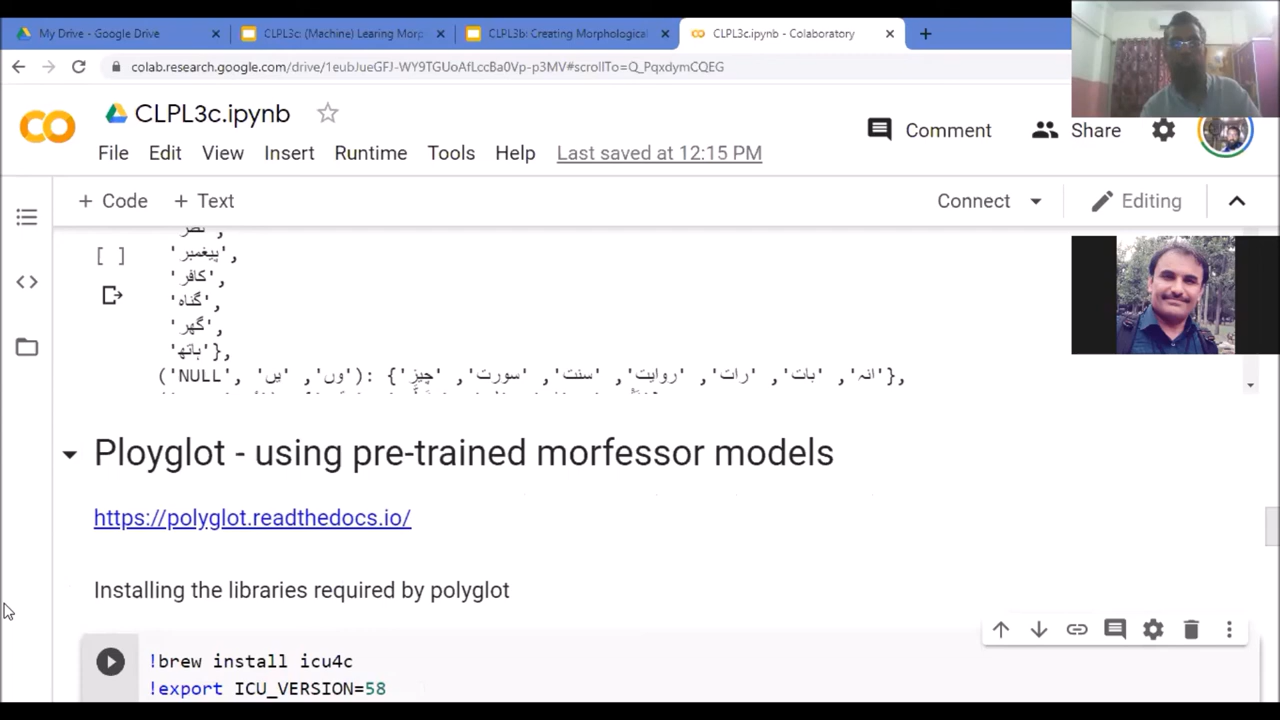 My Drive - Google Drive
CLPL3c: (Machine) Learing Morp
CLPL3b: Creating Morphological
CLPL3c.ipynb - Colaboratory
colab.research.google.com/drive/1eubJueGFJ-WY9TGUoAfLccBa0Vp-p3MV#scrollTo=Q_PqxdymCQEG
CLPL3c.ipynb
Comment
Share
File Edit View Insert Runtime Tools Help Last saved at 12:15 PM
+ Code + Text
Connect
Editing
'نظر',
[ ] 'پیغمبر',
'کافر',
'گناه',
'گھر',
'ہاتھ'},
('NULL', 'وں', 'یں'): {'انہ', 'بات', 'رات', 'روایت', 'سنت', 'سورت', 'چیز'},
Ployglot - using pre-trained morfessor models
https://polyglot.readthedocs.io/
Installing the libraries required by polyglot
!brew install icu4c
!export ICU_VERSION=58